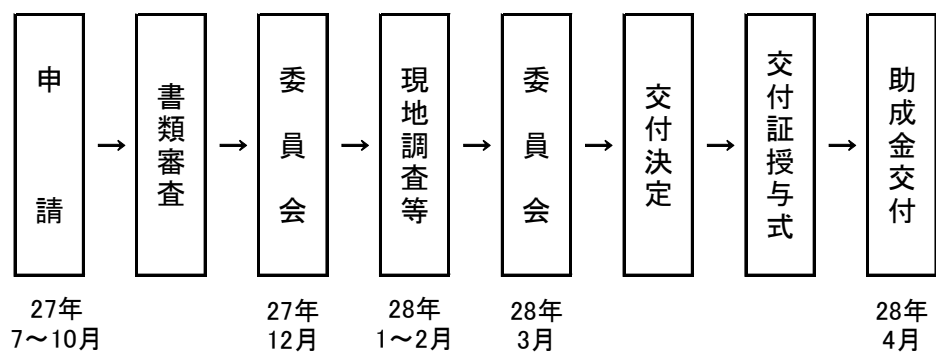 申請
→
書類審査
→
委員会
→
現地調査等
→
委員会
→
交付決定
→
交付証授与式
→
助成金交付
27年
7～10月
27年
12月
28年
1～2月
28年
3月
28年
4月